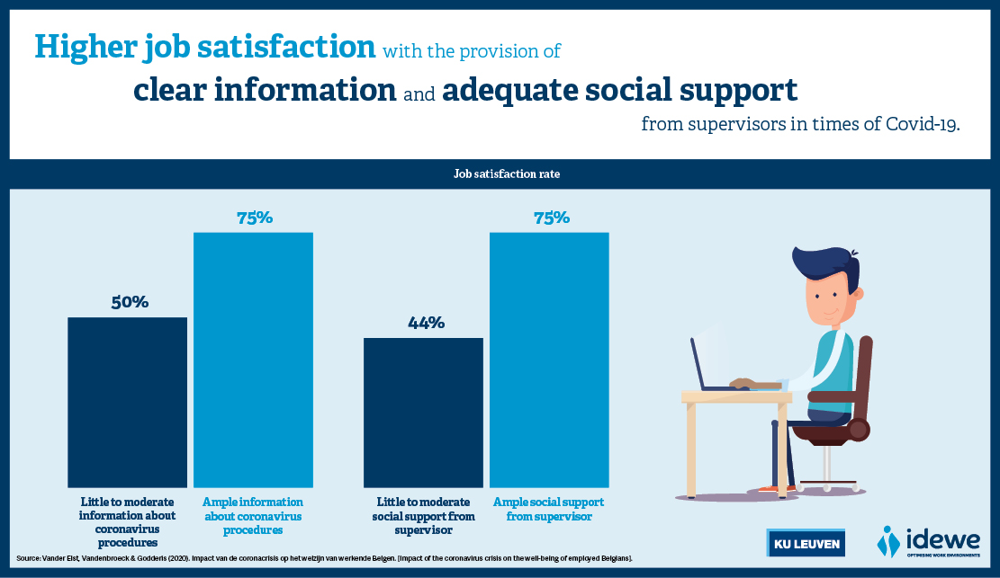 Higher job satisfaction with the provision of
clear information and adequate social support
from supervisors in times of Covid-19.
Job satisfaction rate
75%
75%
50%
44%
Little to moderate
information about
coronavirus
procedures
Ample information
about coronavirus
procedures
Little to moderate
social support from
supervisor
Ample social support
from supervisor
KU LEUVEN
idewe
OPTIMISING WORK ENVIRONMENTS
Source: Vander Elst, Vandenbroeck & Godderis (2020). Impact van de coronacrisis op het welzijn van werkende Belgen. [Impact of the coronavirus crisis on the well-being of employed Belgians].